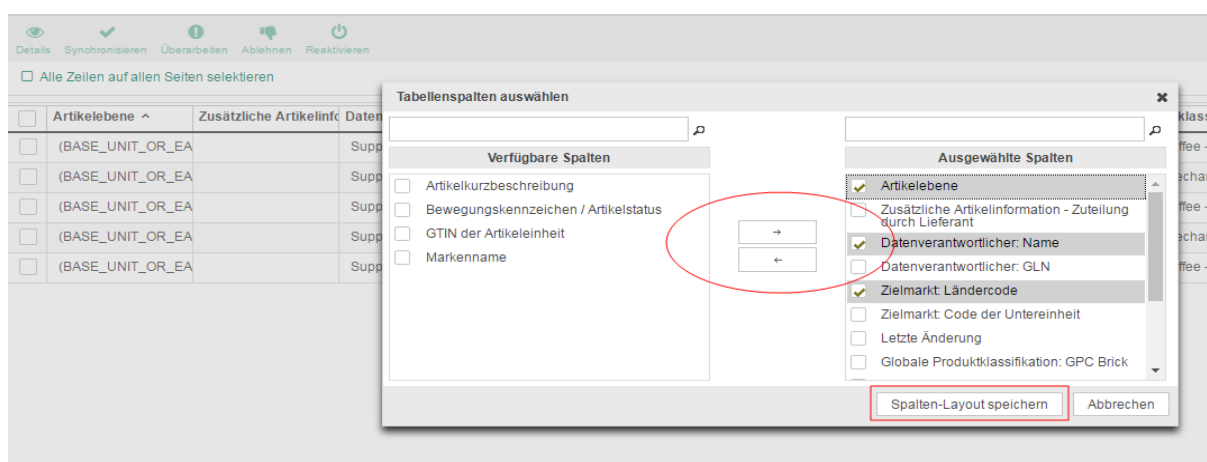 Details Synchronisieren Überarbeiten Ablehnen Reaktivieren
Alle Zeilen auf allen Seiten selektieren
Tabellenspalten auswählen
Artikelebene Zusätzliche Artikelinfo Daten klass
Verfügbare Spalten Ausgewählte Spalten
(BASE_UNIT_OR_EA Supp ffee -
(BASE_UNIT_OR_EA Supp echar
(BASE_UNIT_OR_EA Supp ffee -
(BASE_UNIT_OR_EA Supp echar
(BASE_UNIT_OR_EA Supp ffee -
Artikelkurzbeschreibung
Bewegungskennzeichen / Artikelstatus
GTIN der Artikeleinheit
Markenname
Artikelebene
Zusätzliche Artikelinformation - Zuteilung
durch Lieferant
Datenverantwortlicher: Name
Datenverantwortlicher: GLN
Zielmarkt: Ländercode
Zielmarkt: Code der Untereinheit
Letzte Änderung
Globale Produktklassifikation: GPC Brick
Spalten-Layout speichern Abbrechen